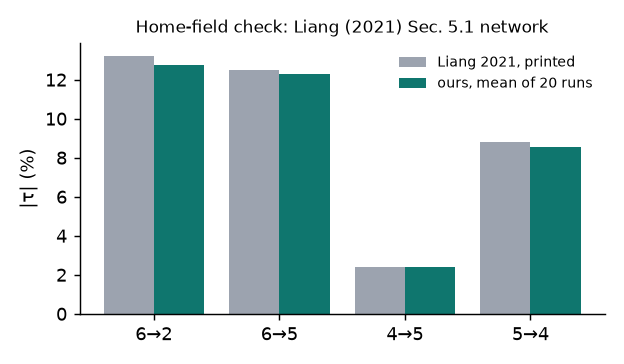 Home-field check: Liang (2021) Sec. 5.1 network
Liang 2021, printed
ours, mean of 20 runs
|τ| (%)
12
10
8
6
4
2
0
6→2
6→5
4→5
5→4